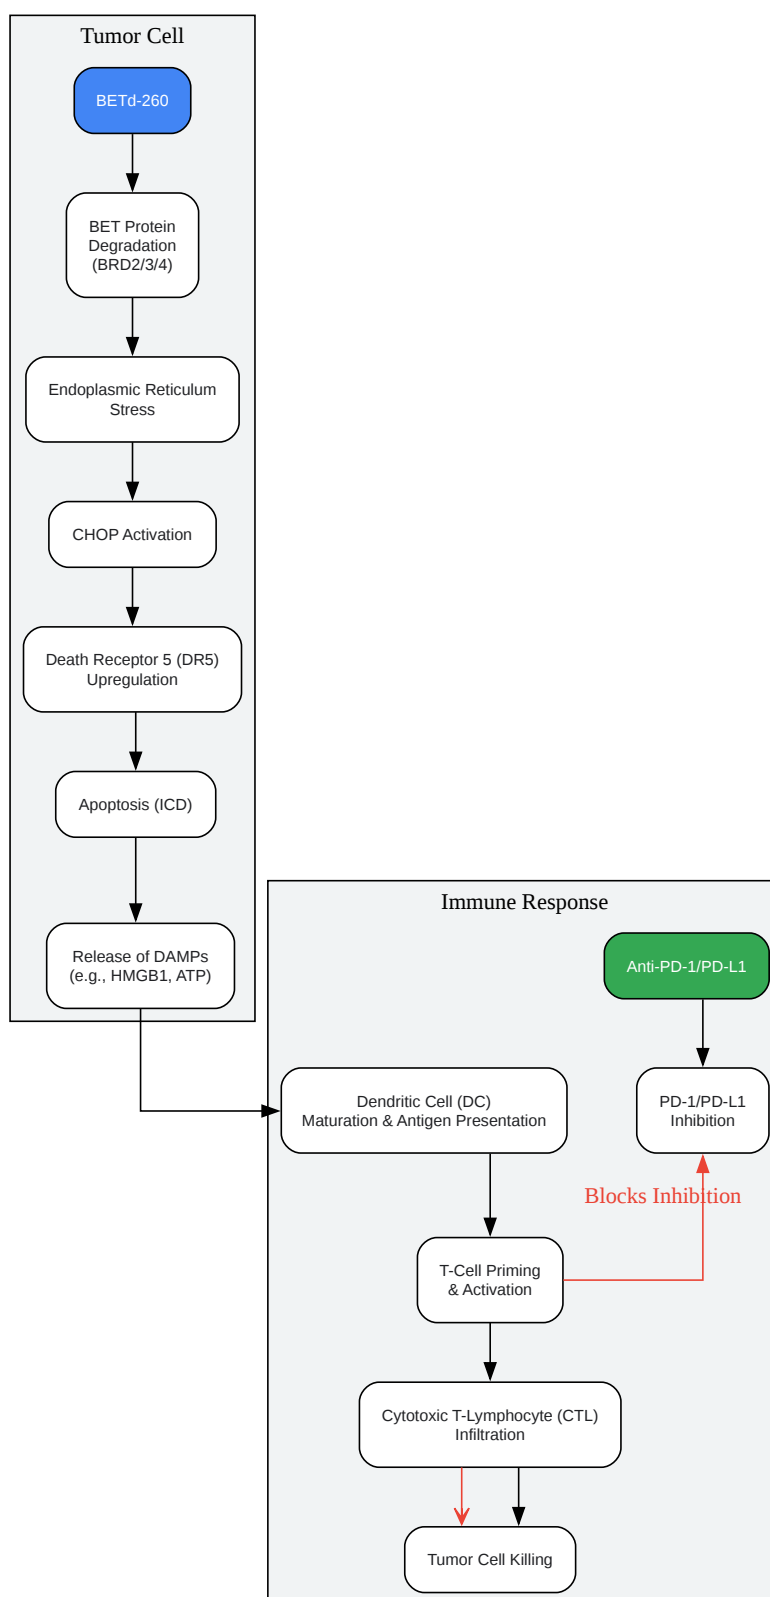 Tumor Cell
BETd-260
BET Protein
Degradation
(BRD2/3/4)
Endoplasmic Reticulum
Stress
CHOP Activation
Death Receptor 5 (DR5)
Upregulation
Apoptosis (ICD)
Release of DAMPs
(e.g., HMGB1, ATP)
Immune Response
Anti-PD-1/PD-L1
Dendritic Cell (DC)
Maturation & Antigen Presentation
PD-1/PD-L1
Inhibition
Blocks Inhibition
T-Cell Priming
& Activation
Cytotoxic T-Lymphocyte (CTL)
Infiltration
Tumor Cell Killing